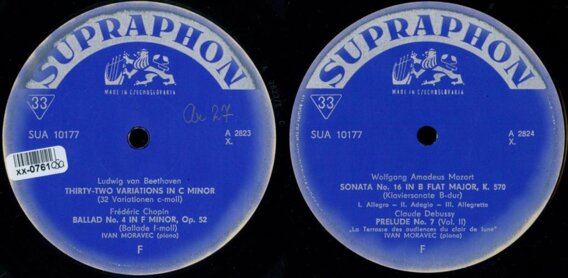 SUPRAPHON
MADE IN CZECHOSLOVAKIA
33
SUA 10177
A 2823
X.
xx-0761
Ludwig van Beethoven
THIRTY-TWO VARIATIONS IN C MINOR
(32 Variationen c-moll)
Frédéric Chopin
BALLAD No. 4 IN F MINOR, Op. 52
(Ballade f-moll)
IVAN MORAVEC (piano)
F
SUPRAPHON
MADE IN CZECHOSLOVAKIA
33
SUA 10177
A 2824
X.
Wolfgang Amadeus Mozart
SONATA No. 16 IN B FLAT MAJOR, K. 570
(Klaviersonate B-dur)
I. Allegro – II. Adagio – III. Allegretto
Claude Debussy
PRELUDE No. 7 (Vol. II)
„La Terrasse des audiences du clair de lune"
IVAN MORAVEC (piano)
F